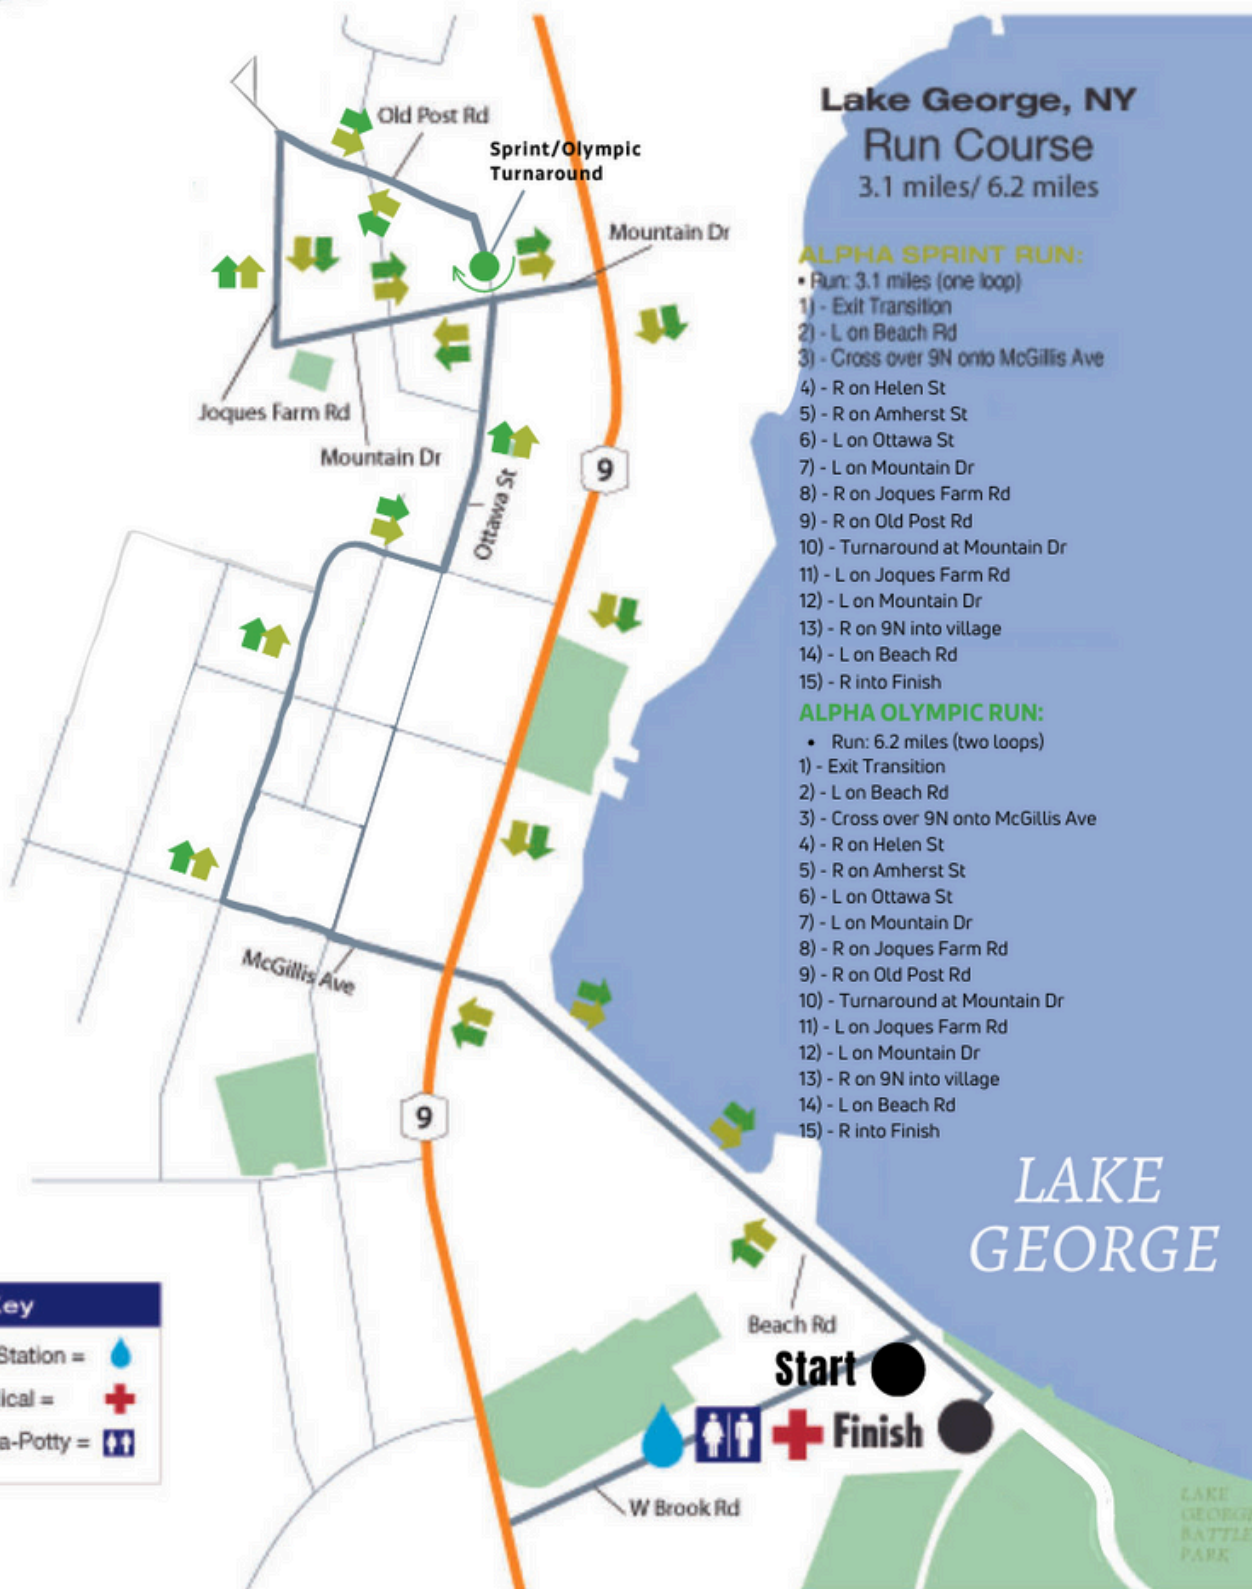 Lake George, NY
Run Course
3.1 miles/ 6.2 miles
Old Post Rd
Sprint/Olympic
Turnaround
Mountain Dr
Joques Farm Rd
Mountain Dr
9
Ottawa St
McGillis Ave
9
ALPHA SPRINT RUN:
• Run: 3.1 miles (one loop)
1) - Exit Transition
2) - L on Beach Rd
3) - Cross over 9N onto McGillis Ave
4) - R on Helen St
5) - R on Amherst St
6) - L on Ottawa St
7) - L on Mountain Dr
8) - R on Joques Farm Rd
9) - R on Old Post Rd
10) - Turnaround at Mountain Dr
11) - L on Joques Farm Rd
12) - L on Mountain Dr
13) - R on 9N into village
14) - L on Beach Rd
15) - R into Finish
ALPHA OLYMPIC RUN:
• Run: 6.2 miles (two loops)
1) - Exit Transition
2) - L on Beach Rd
3) - Cross over 9N onto McGillis Ave
4) - R on Helen St
5) - R on Amherst St
6) - L on Ottawa St
7) - L on Mountain Dr
8) - R on Joques Farm Rd
9) - R on Old Post Rd
10) - Turnaround at Mountain Dr
11) - L on Joques Farm Rd
12) - L on Mountain Dr
13) - R on 9N into village
14) - L on Beach Rd
15) - R into Finish
LAKE
GEORGE
ey
Station =
ical =
a-Potty =
Beach Rd
Start
Finish
W Brook Rd
LAKE
GEORGE
BATTLE
PARK